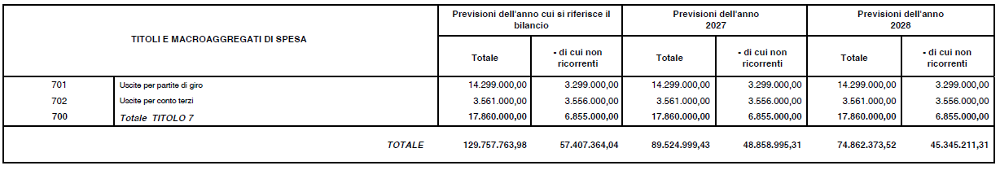 TITOLI E MACROAGGREGATI DI SPESA
Previsioni dell'anno cui si riferisce il
bilancio
Previsioni dell'anno
2027
Previsioni dell'anno
2028
Totale
- di cui non
ricorrenti
Totale
- di cui non
ricorrenti
Totale
- di cui non
ricorrenti
701 Uscite per partite di giro 14.299.000,00 3.299.000,00 14.299.000,00 3.299.000,00 14.299.000,00 3.299.000,00
702 Uscite per conto terzi 3.561.000,00 3.556.000,00 3.561.000,00 3.556.000,00 3.561.000,00 3.556.000,00
700 Totale TITOLO 7 17.860.000,00 6.855.000,00 17.860.000,00 6.855.000,00 17.860.000,00 6.855.000,00
TOTALE 129.757.763,98 57.407.364,04 89.524.999,43 48.858.995,31 74.862.373,52 45.345.211,31